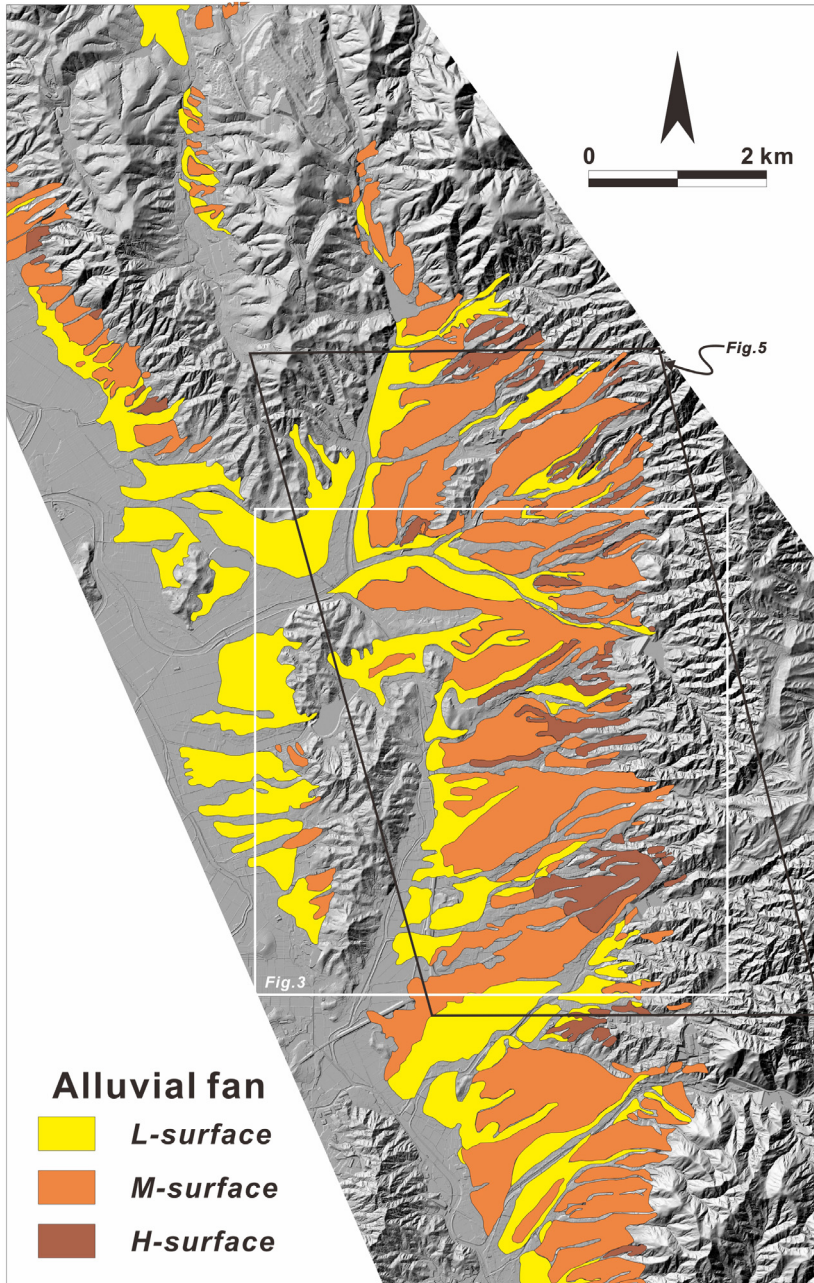 0 2 km
Fig.5
Fig.3
Alluvial fan
L-surface
M-surface
H-surface